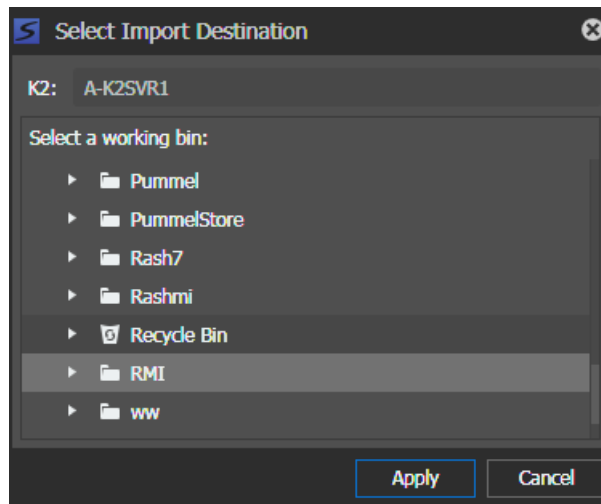 Select Import Destination
K2: A-K2SVR1
Select a working bin:
Pummel
PummelStore
Rash7
Rashmi
Recycle Bin
RMI
ww
Apply Cancel